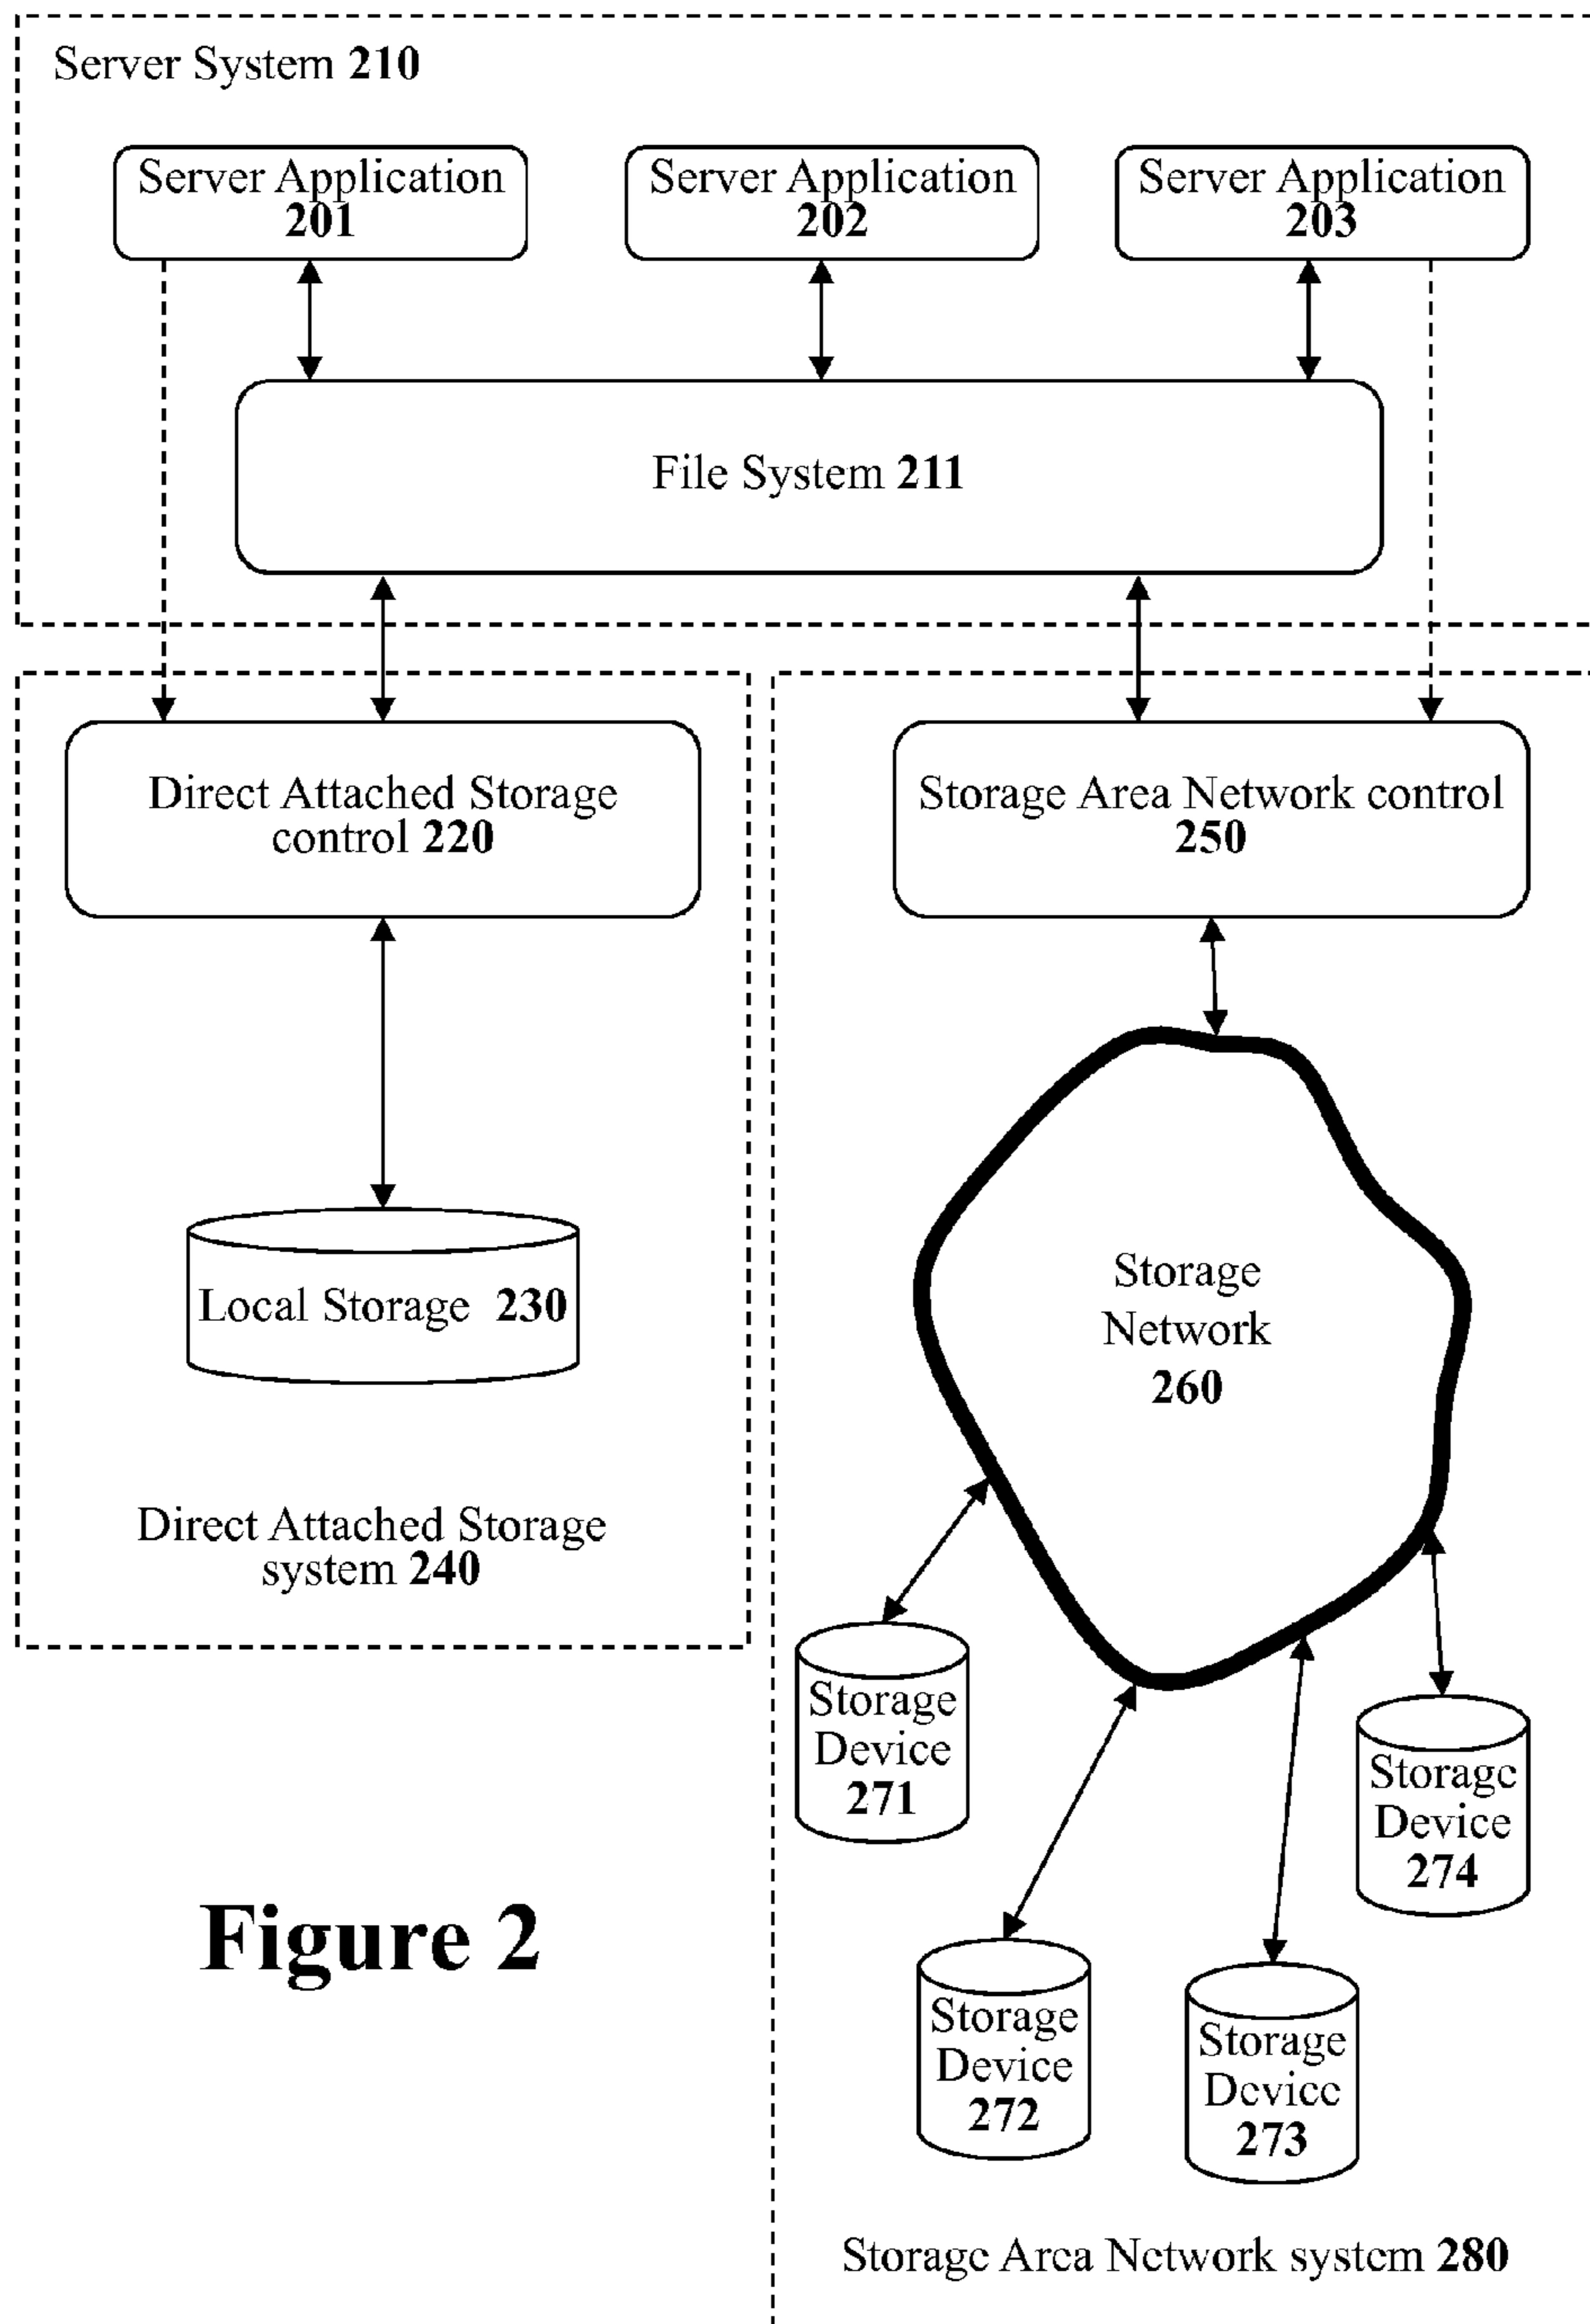 Server System 210
Server Application
201
Server Application
202
Server Application
203
File System 211
Direct Attached Storage
control 220
Storage Area Network control
250
Local Storage 230
Storage
Network
260
Direct Attached Storage
system 240
Storage
Device
271
Storage
Device
274
Storage
Device
272
Storage
Device
273
Figure 2
Storage Area Network system 280